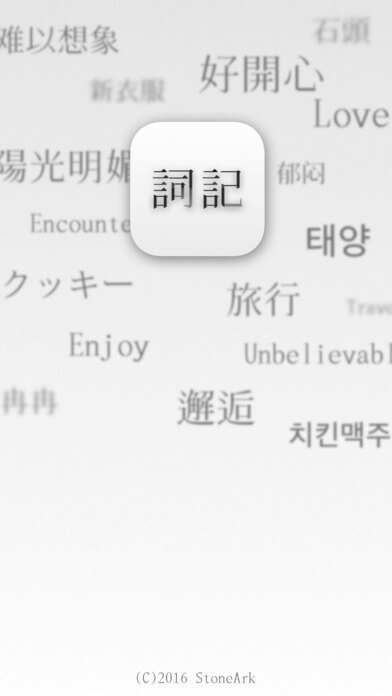 难以想象
石頭
新衣服
好開心
Love
陽光明媚
詞記
郁闷
Encounte
태양
クッキー
旅行
Trave
Enjoy
Unbelievabl
冉冉
邂逅
치킨맥주
(C)2016 StoneArk